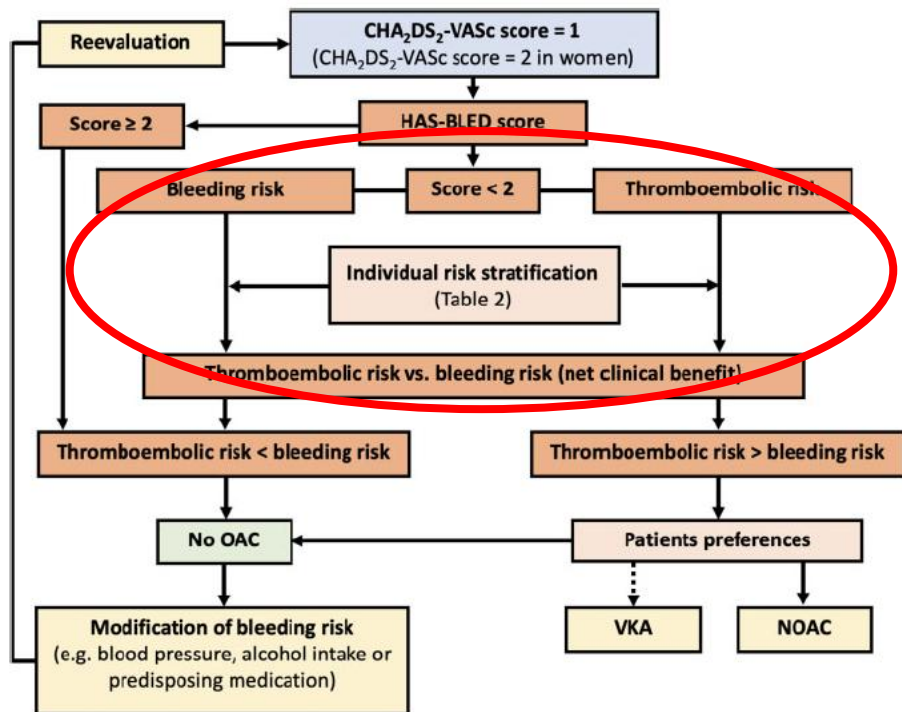 Reevaluation
CHA₂DS₂-VASc score = 1
(CHA₂DS₂-VASc score = 2 in women)
Score ≥ 2
HAS-BLED score
Bleeding risk
Score < 2
Thromboembolic risk
Individual risk stratification
(Table 2)
Thromboembolic risk vs. bleeding risk (net clinical benefit)
Thromboembolic risk < bleeding risk
Thromboembolic risk > bleeding risk
No OAC
Patients preferences
Modification of bleeding risk
(e.g. blood pressure, alcohol intake or
predisposing medication)
VKA
NOAC